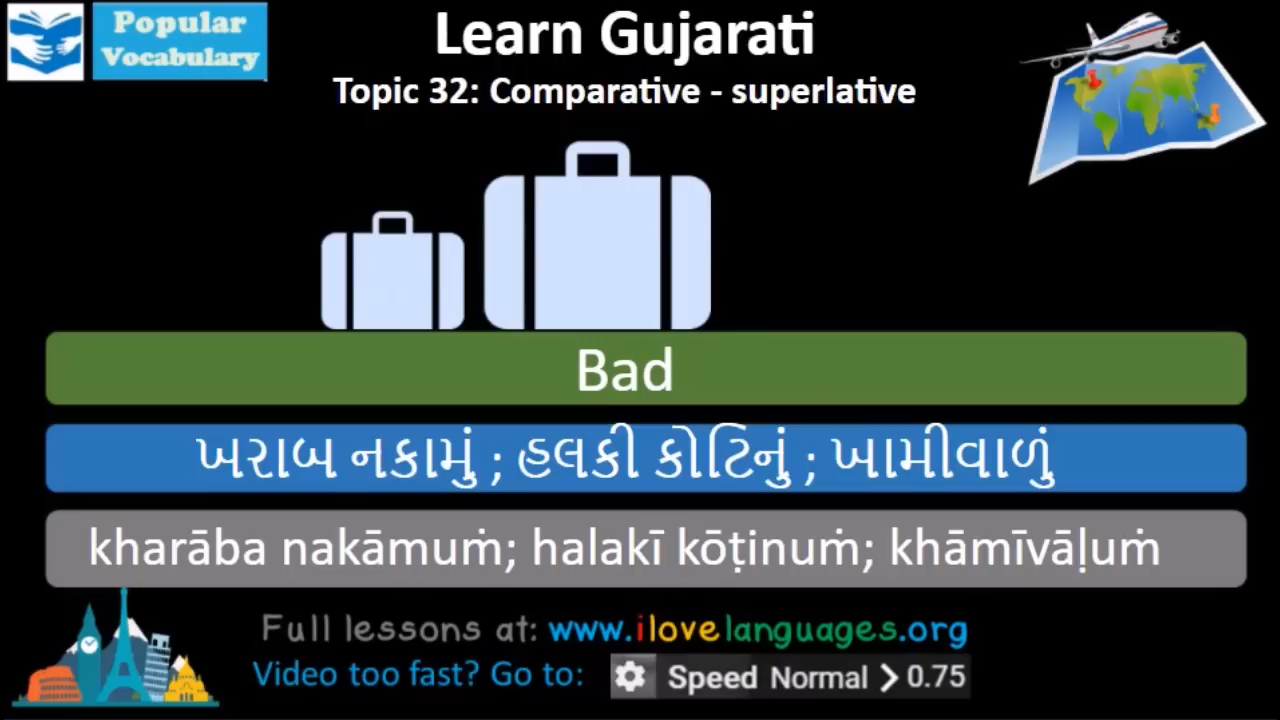 Popular
Vocabulary
Learn Gujarati
Topic 32: Comparative - superlative
Bad
ખરાબ નકામું ; હલકી કોટિનું ; ખામીવાળું
kharāba nakāmuṁ; halakī kōṭinuṁ; khāmīvāḷuṁ
Full lessons at: www.ilovelanguages.org
Video too fast? Go to: Speed Normal > 0.75